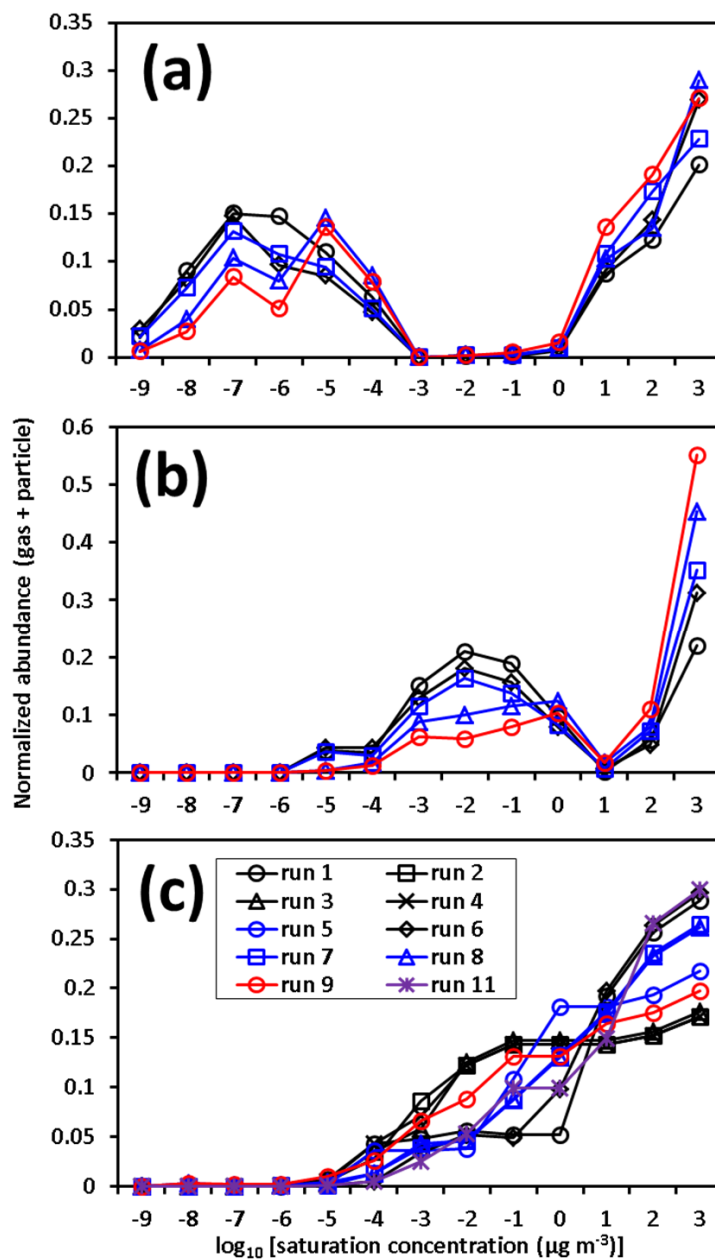 0.35
0.3
0.25
0.2
0.15
0.1
0.05
0
(a)
-9 -8 -7 -6 -5 -4 -3 -2 -1 0 1 2 3
Normalized abundance (gas + particle)
0.6
0.5
0.4
0.3
0.2
0.1
0
(b)
-9 -8 -7 -6 -5 -4 -3 -2 -1 0 1 2 3
0.35
0.3
0.25
0.2
0.15
0.1
0.05
0
(c)
run 1 run 2
run 3 run 4
run 5 run 6
run 7 run 8
run 9 run 11
-9 -8 -7 -6 -5 -4 -3 -2 -1 0 1 2 3
log₁₀ [saturation concentration (µg m⁻³)]